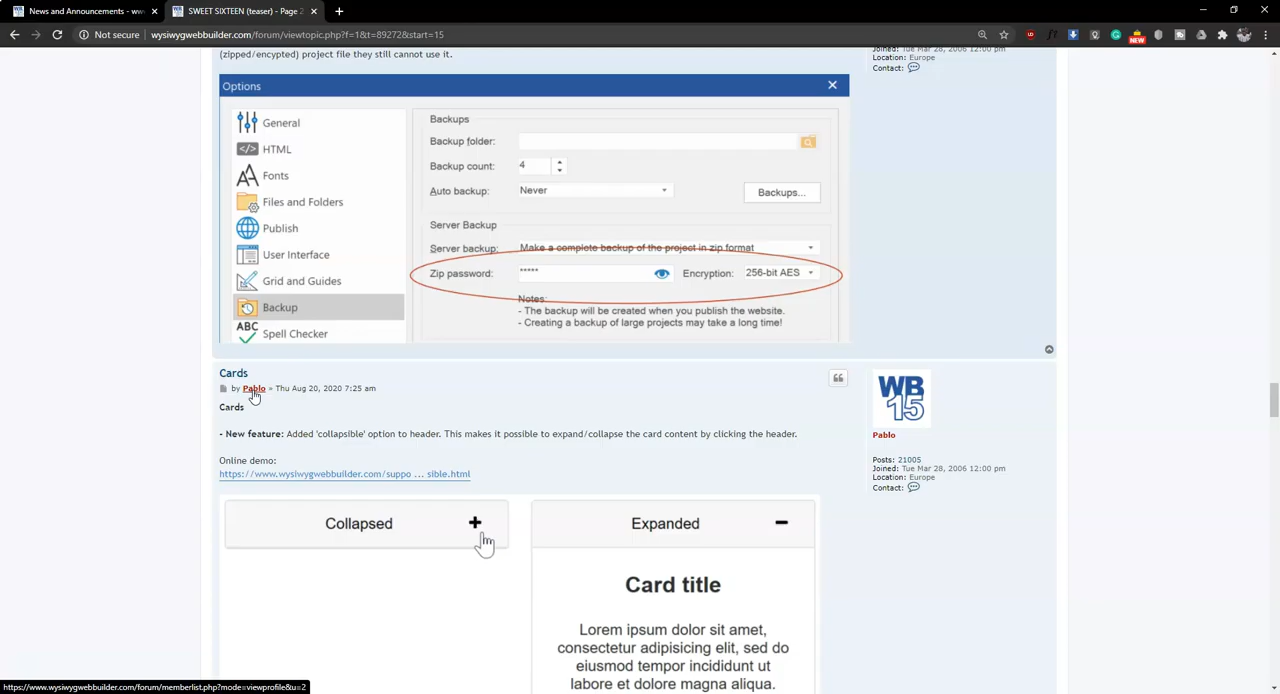 News and Announcements - ww
SWEET SIXTEEN (teaser) - Page 2
Not secure
wysiwygwebbuilder.com/forum/viewtopic.php?f=1&t=89272&start=15
NEW
(zipped/encypted) project file they still cannot use it.
Joined: Tue Mar 28, 2006 12:00 pm
Location: Europe
Contact:
Options
General
HTML
Fonts
Files and Folders
Publish
User Interface
Grid and Guides
Backup
ABC
Spell Checker
Backups
Backup folder:
Backup count: 4
Auto backup: Never
Backups...
Server Backup
Server backup: Make a complete backup of the project in zip format
Zip password: ***** Encryption: 256-bit AES
Notes:
- The backup will be created when you publish the website.
- Creating a backup of large projects may take a long time!
Cards
by Pablo » Thu Aug 20, 2020 7:25 am
Cards
- New feature: Added 'collapsible' option to header. This makes it possible to expand/collapse the card content by clicking the header.
Online demo:
https://www.wysiwygwebbuilder.com/suppo ... sible.html
WB
15
Pablo
Posts: 21005
Joined: Tue Mar 28, 2006 12:00 pm
Location: Europe
Contact:
Collapsed
Expanded
Card title
Lorem ipsum dolor sit amet,
consectetur adipisicing elit, sed do
eiusmod tempor incididunt ut
labore et dolore magna aliqua.
https://www.wysiwygwebbuilder.com/forum/memberlist.php?mode=viewprofile&u=2